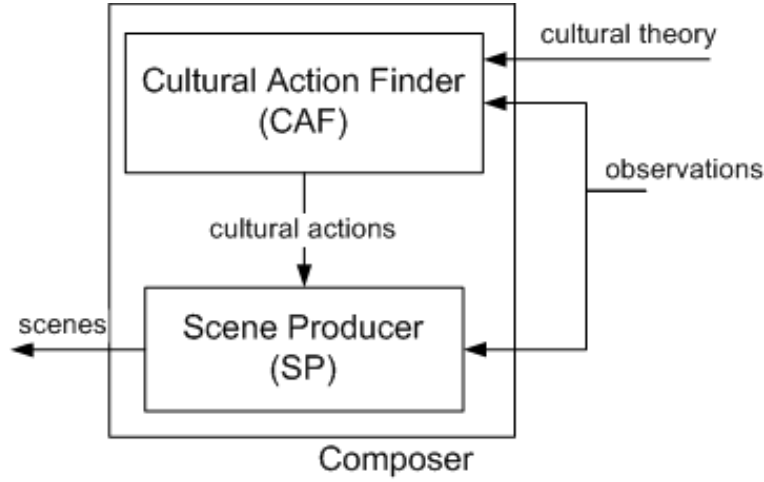 cultural theory
Cultural Action Finder
(CAF)
observations
cultural actions
scenes
Scene Producer
(SP)
Composer